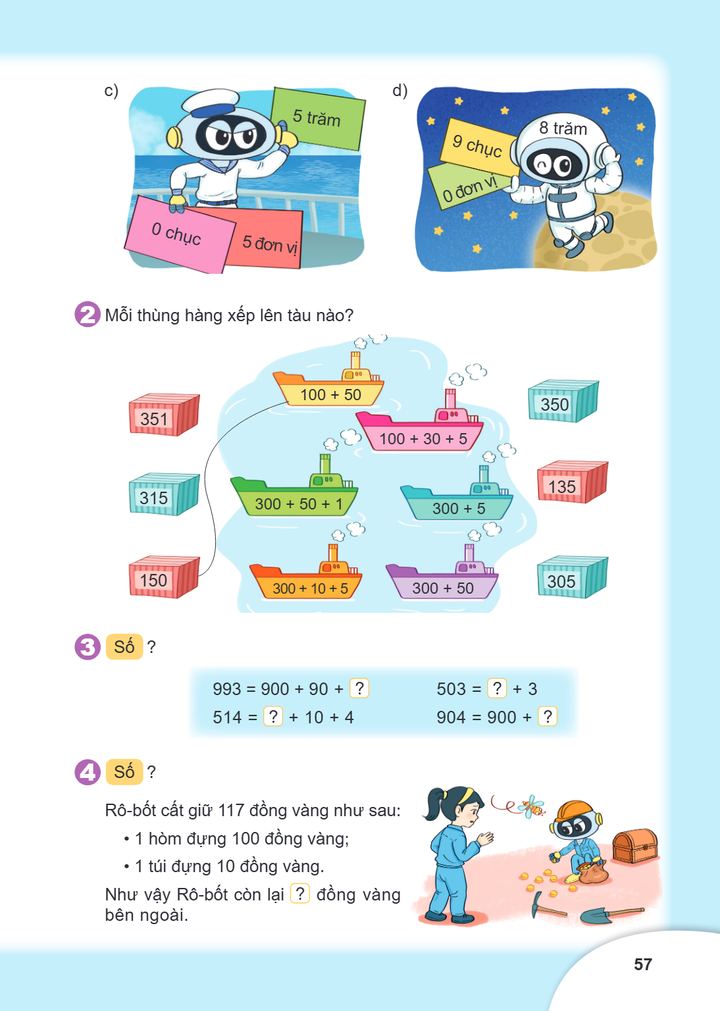 c)
5 trăm
0 chục
5 đơn vị
d)
8 trăm
9 chục
0 đơn vị
2 Mỗi thùng hàng xếp lên tàu nào?
100 + 50
351
350
100 + 30 + 5
315
300 + 50 + 1
300 + 5
135
150
300 + 10 + 5
300 + 50
305
3 Số ?
993 = 900 + 90 + ?
503 = ? + 3
514 = ? + 10 + 4
904 = 900 + ?
4 Số ?
Rô-bốt cất giữ 117 đồng vàng như sau:
• 1 hòm đựng 100 đồng vàng;
• 1 túi đựng 10 đồng vàng.
Như vậy Rô-bốt còn lại ? đồng vàng
bên ngoài.
57